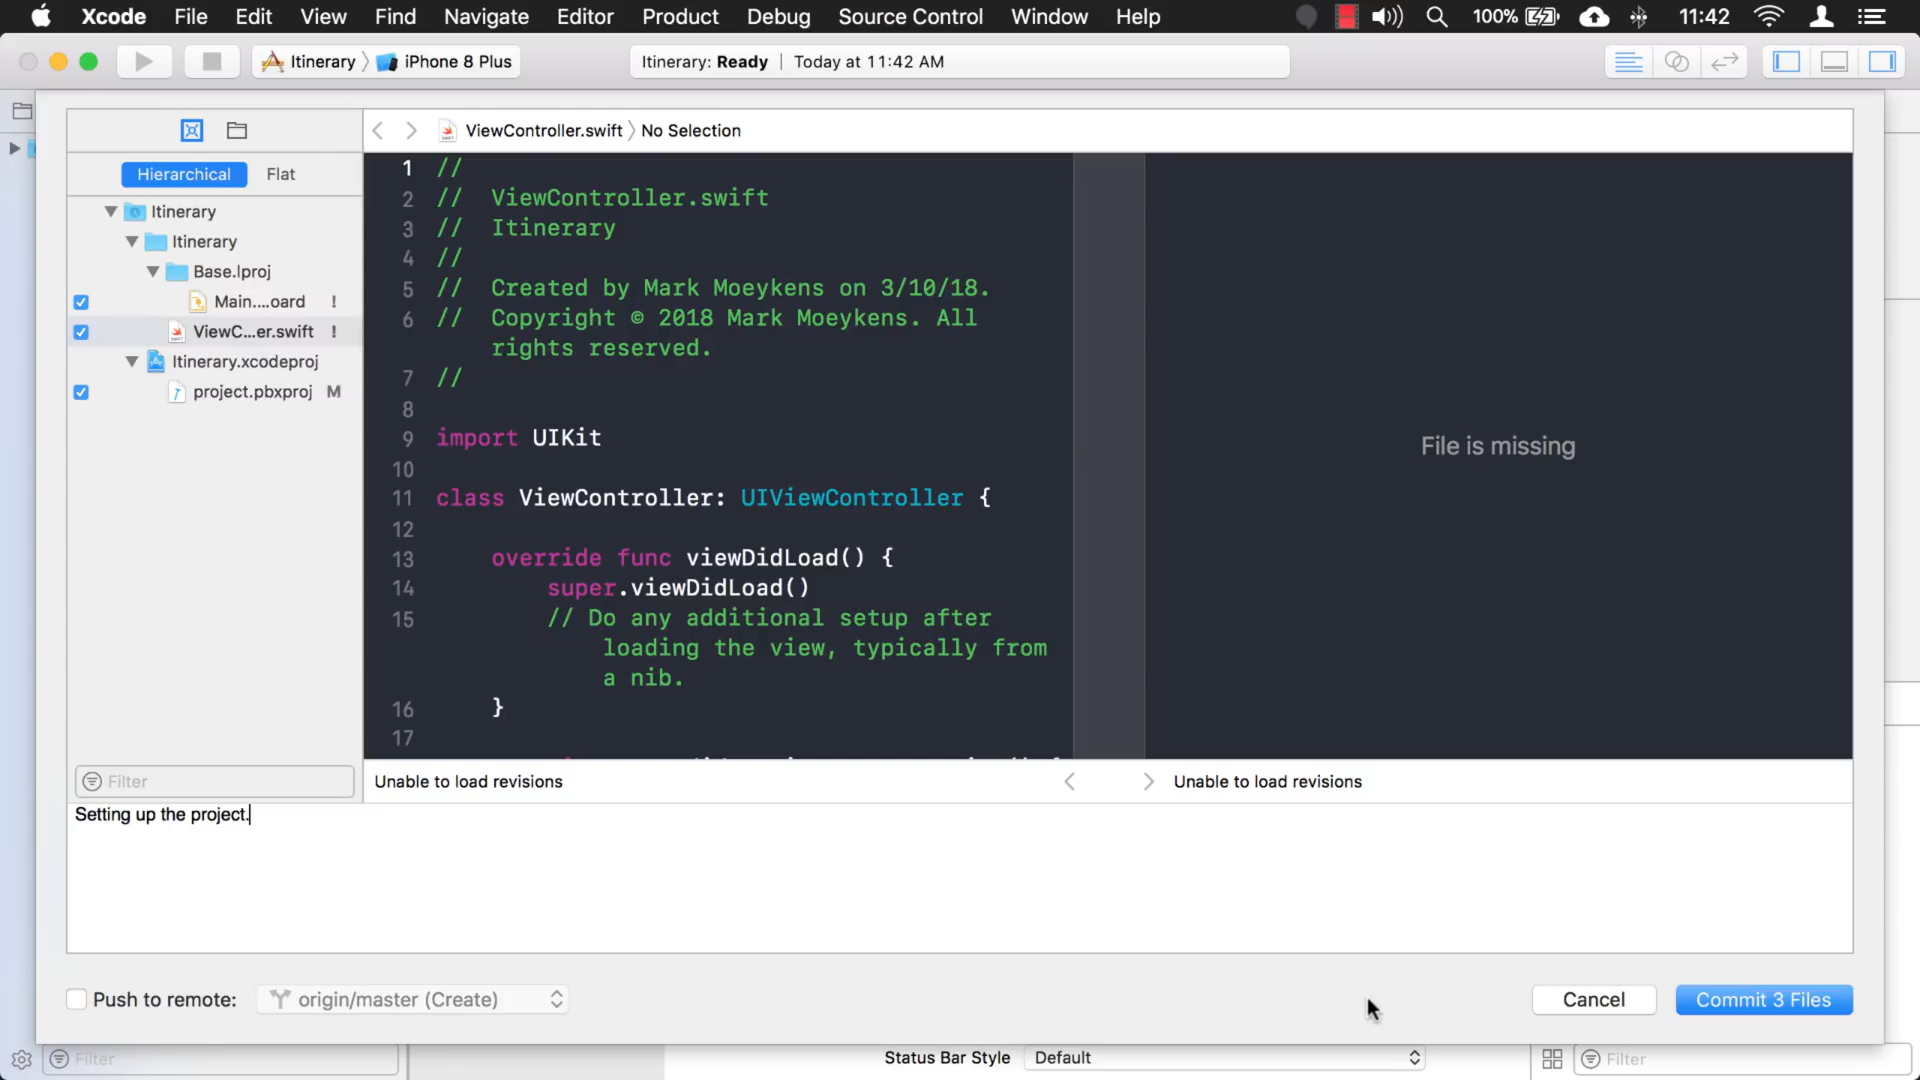 Xcode File Edit View Find Navigate Editor Product Debug Source Control Window Help 100% 11:42
Itinerary iPhone 8 Plus Itinerary: Ready Today at 11:42 AM
ViewController.swift No Selection
Hierarchical Flat
Itinerary
Itinerary
Base.lproj
Main....oard !
ViewC...er.swift !
Itinerary.xcodeproj
project.pbxproj M
Filter
1 //
2 // ViewController.swift
3 // Itinerary
4 //
5 // Created by Mark Moeykens on 3/10/18.
6 // Copyright © 2018 Mark Moeykens. All
rights reserved.
7 //
8
9 import UIKit
10
11 class ViewController: UIViewController {
12
13 override func viewDidLoad() {
14 super.viewDidLoad()
15 // Do any additional setup after
loading the view, typically from
a nib.
16 }
17
File is missing
Unable to load revisions Unable to load revisions
Setting up the project.
Push to remote: origin/master (Create) Cancel Commit 3 Files
Filter Status Bar Style Default Filter